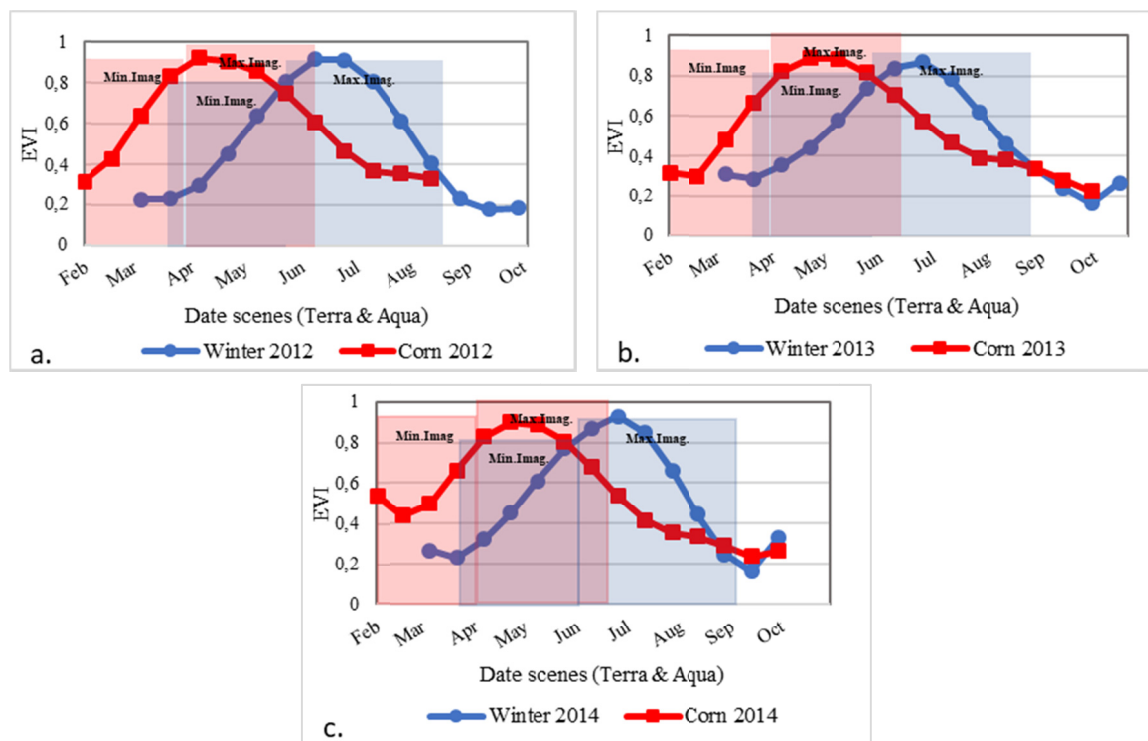 1
0,8
0,6
0,4
0,2
0
EVI
Min.Imag
Max.Imag.
Min.Imag.
Max.Imag.
Feb Mar Apr May Jun Jul Aug Sep Oct
Date scenes (Terra & Aqua)
a. Winter 2012 Corn 2012
1
0,8
0,6
0,4
0,2
0
EVI
Min.Imag
Max.Imag.
Min.Imag.
Max.Imag.
Feb Mar Apr May Jun Jul Aug Sep Oct
Date scenes (Terra & Aqua)
b. Winter 2013 Corn 2013
1
0,8
0,6
0,4
0,2
0
EVI
Min.Imag
Max.Imag.
Min.Imag.
Max.Imag.
Feb Mar Apr May Jun Jul Aug Sep Oct
Date scenes (Terra & Aqua)
c. Winter 2014 Corn 2014